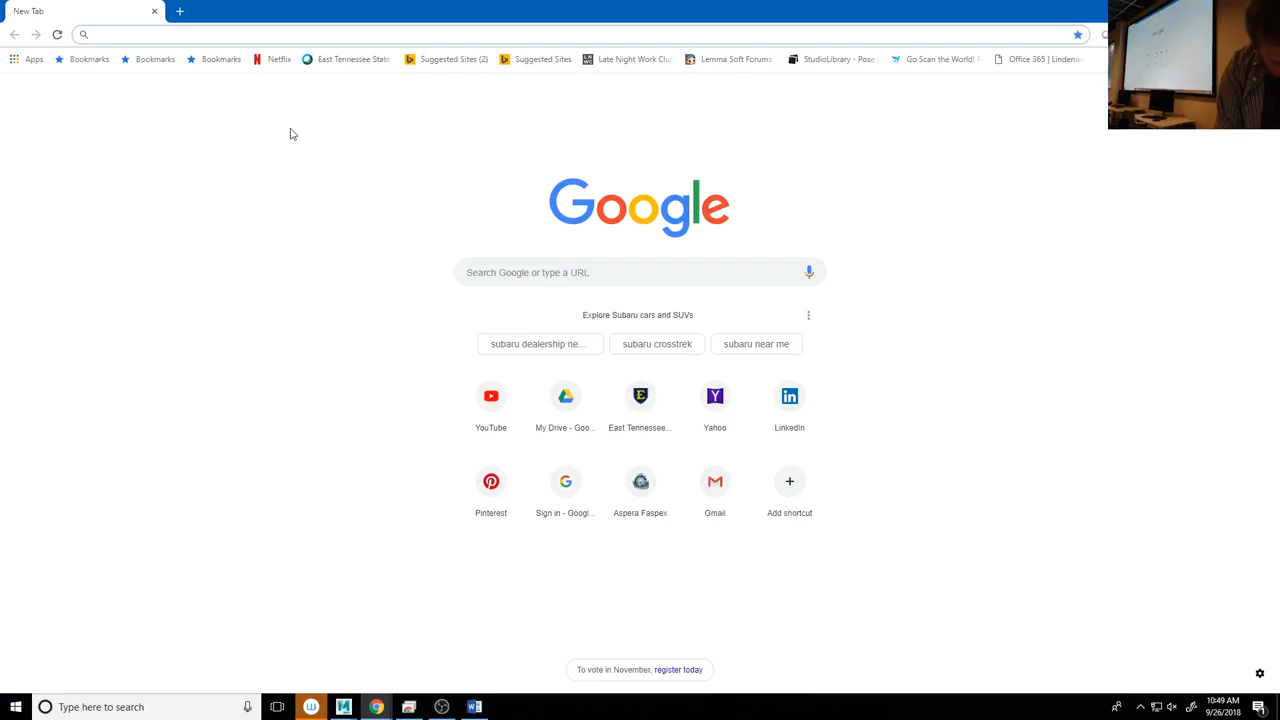 New Tab
Apps Bookmarks Bookmarks Bookmarks Netflix East Tennessee State Suggested Sites (2) Suggested Sites Late Night Work Clu Lemma Soft Forums StudioLibrary - Pose Go Scan the World! Office 365 | Lindenw
Google
Search Google or type a URL
Explore Subaru cars and SUVs
subaru dealership ne... subaru crosstrek subaru near me
YouTube My Drive - Goo... East Tennessee... Yahoo LinkedIn
Pinterest Sign in - Googl... Aspera Faspex Gmail Add shortcut
To vote in November, register today
Type here to search
10:49 AM
9/26/2018